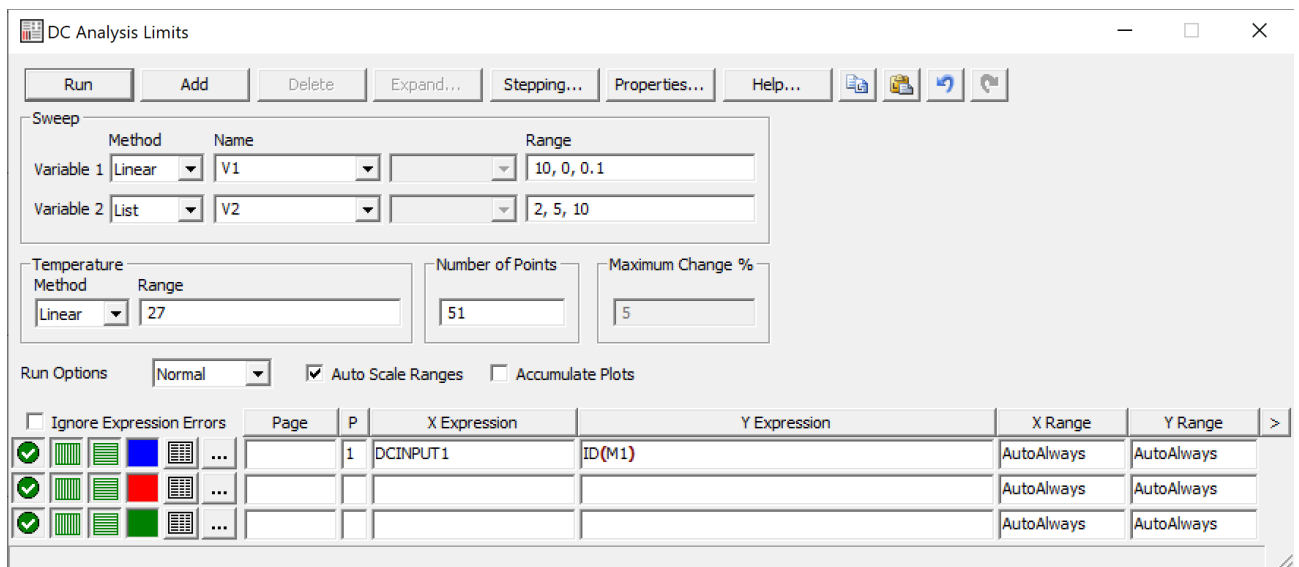 DC Analysis Limits
Run Add Delete Expand... Stepping... Properties... Help...
Sweep
Method Name Range
Variable 1 Linear V1 10, 0, 0.1
Variable 2 List V2 2, 5, 10
Temperature Number of Points Maximum Change %
Method Range
Linear 27 51 5
Run Options Normal Auto Scale Ranges Accumulate Plots
Ignore Expression Errors Page P X Expression Y Expression X Range Y Range >
... 1 DCINPUT1 ID(M1) AutoAlways AutoAlways
... AutoAlways AutoAlways
... AutoAlways AutoAlways